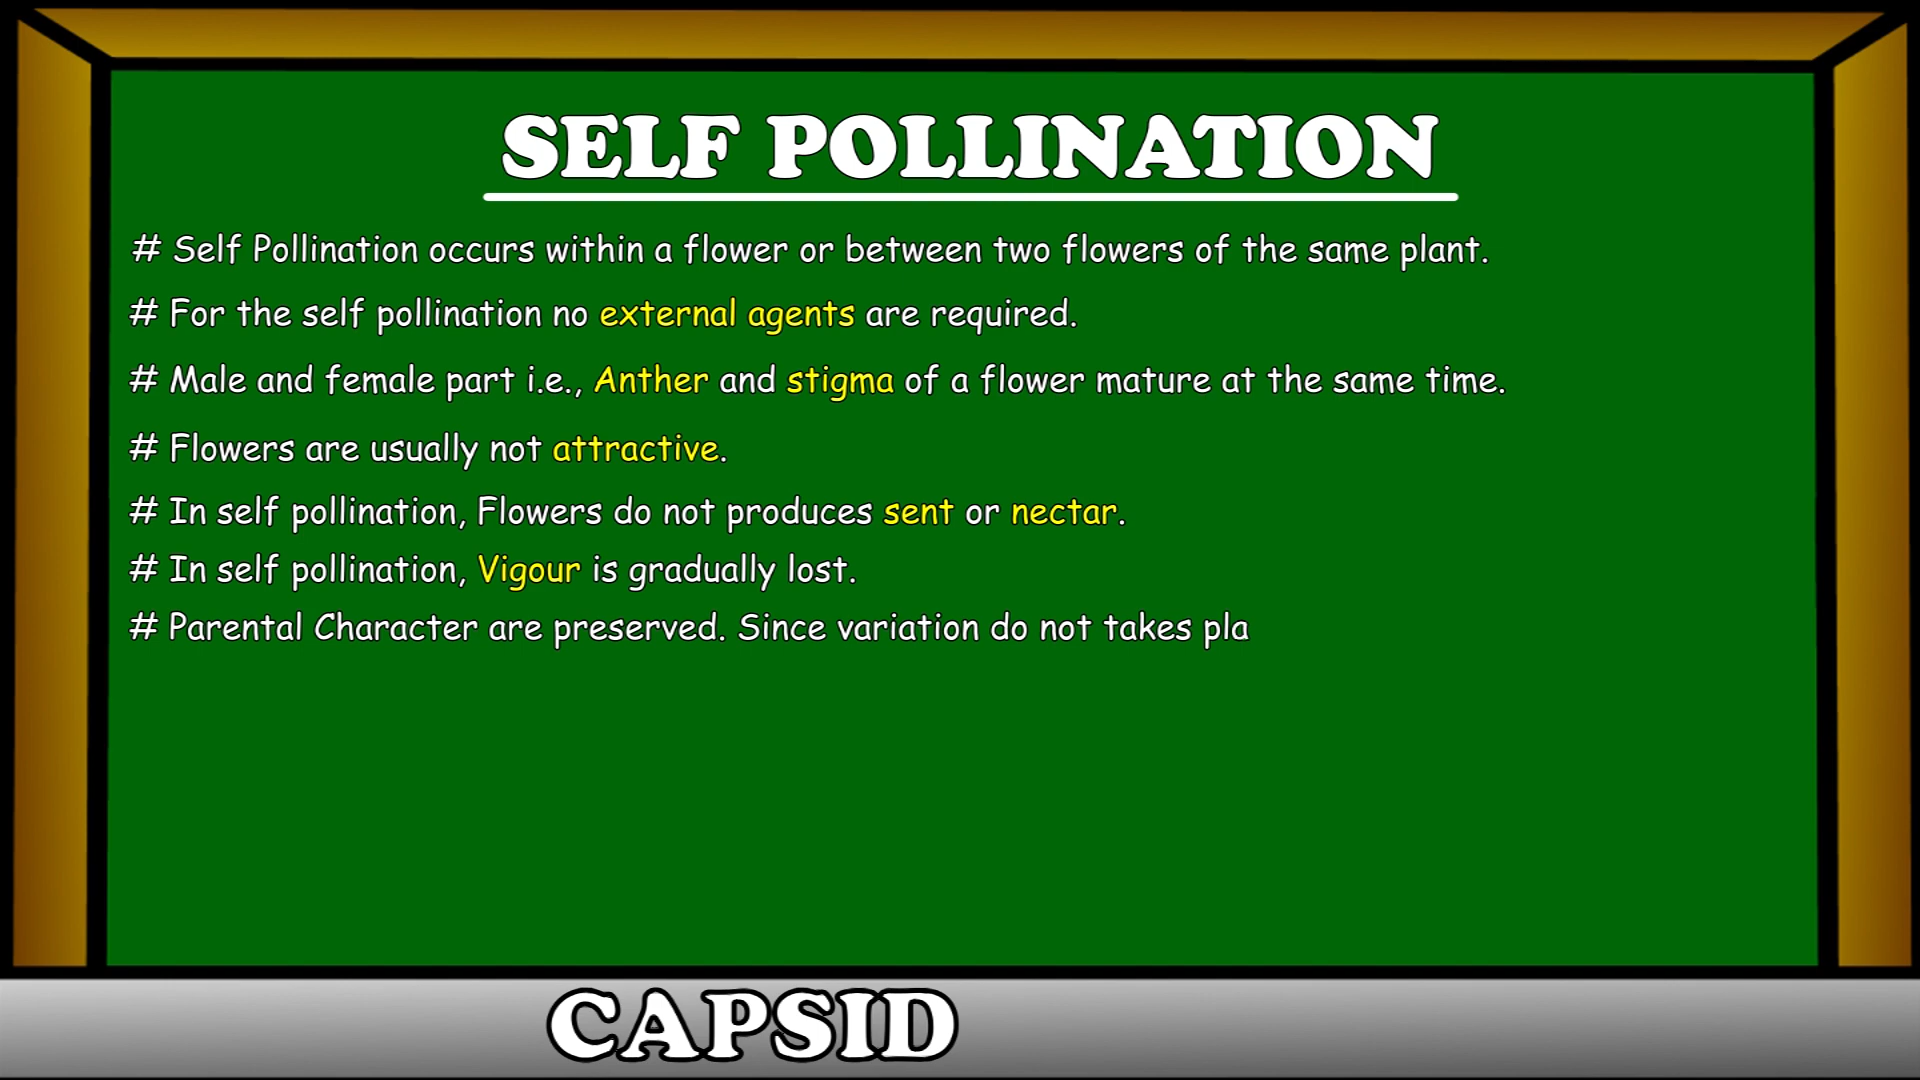 SELF POLLINATION
# Self Pollination occurs within a flower or between two flowers of the same plant.
# For the self pollination no external agents are required.
# Male and female part i.e., Anther and stigma of a flower mature at the same time.
# Flowers are usually not attractive.
# In self pollination, Flowers do not produces sent or nectar.
# In self pollination, Vigour is gradually lost.
# Parental Character are preserved. Since variation do not takes pla
CAPSID